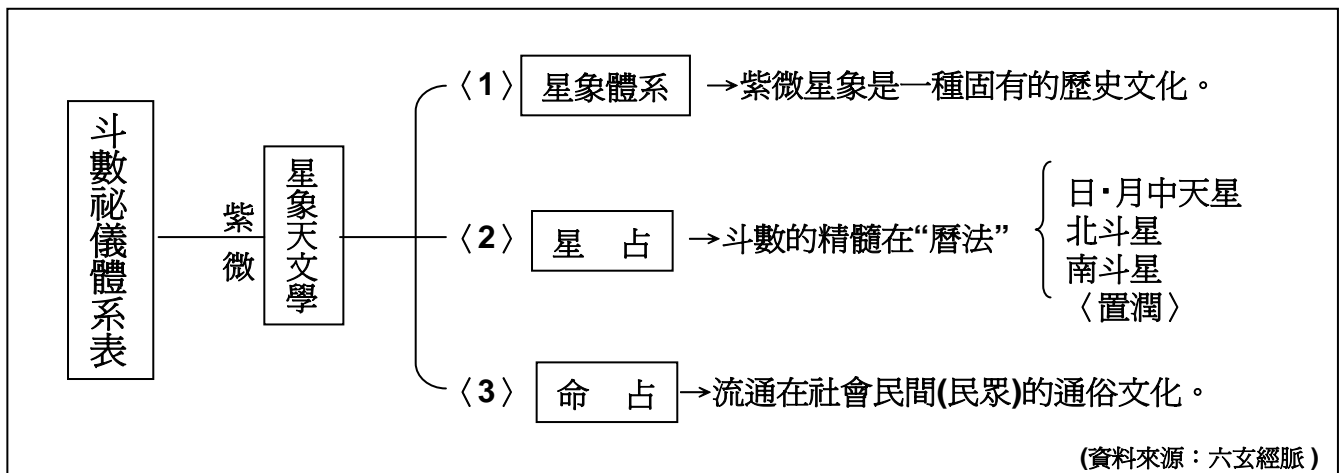 斗數祕儀體系表
紫微
星象天文學
〈1〉 星象體系 →紫微星象是一種固有的歷史文化。
〈2〉 星 占 →斗數的精髓在“曆法”
日‧月中天星
北斗星
南斗星
〈置潤〉
〈3〉 命 占 →流通在社會民間(民眾)的通俗文化。
(資料來源：六玄經脈 )